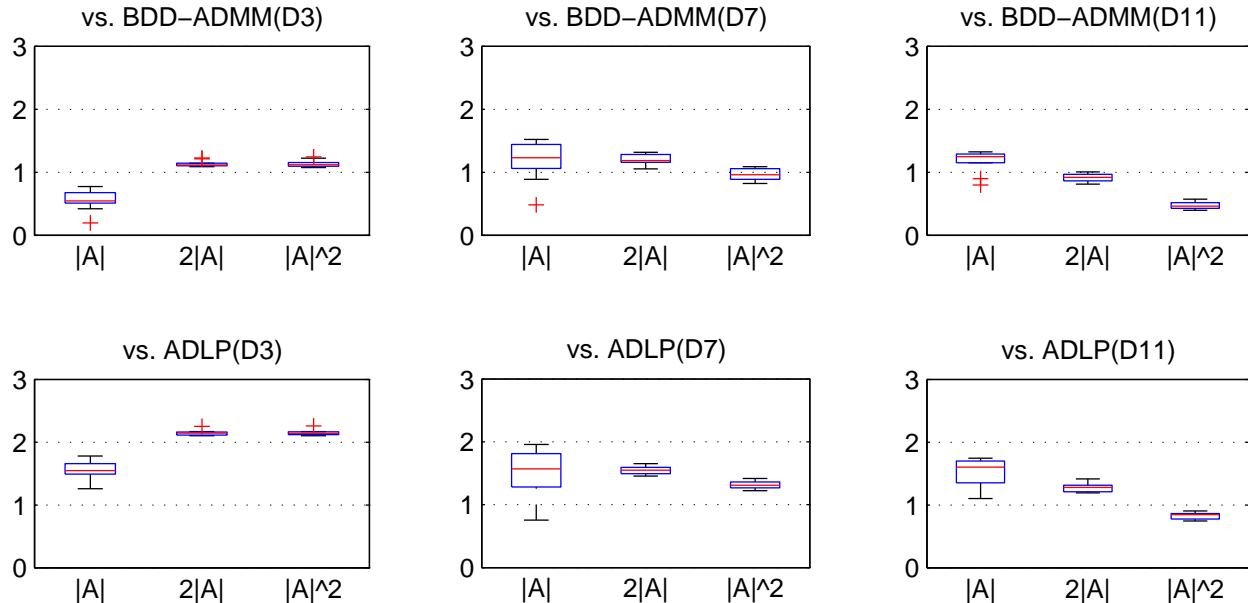 vs. BDD−ADMM(D3)
3
2
1
0
|A| 2|A| |A|^2
vs. BDD−ADMM(D7)
3
2
1
0
|A| 2|A| |A|^2
vs. BDD−ADMM(D11)
3
2
1
0
|A| 2|A| |A|^2
vs. ADLP(D3)
3
2
1
0
|A| 2|A| |A|^2
vs. ADLP(D7)
3
2
1
0
|A| 2|A| |A|^2
vs. ADLP(D11)
3
2
1
0
|A| 2|A| |A|^2